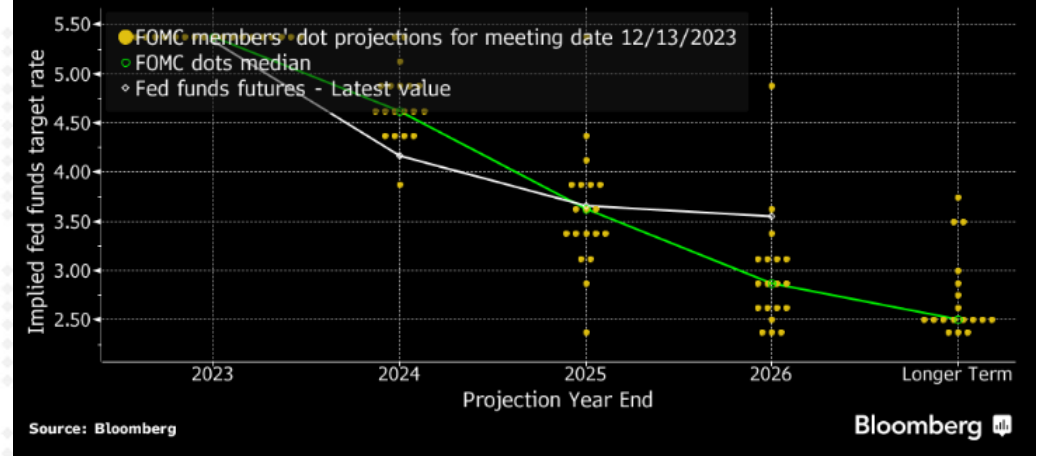 Implied fed funds target rate
5.50
5.00
4.50
4.00
3.50
3.00
2.50
FOMC members' dot projections for meeting date 12/13/2023
FOMC dots median
Fed funds futures - Latest value
2023 2024 2025 2026 Longer Term
Projection Year End
Source: Bloomberg
Bloomberg